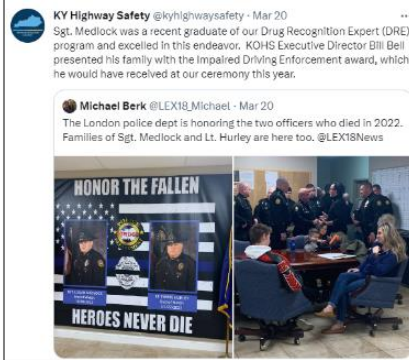 KY Highway Safety @kyhighwaysafety · Mar 20
Sgt. Medlock was a recent graduate of our Drug Recognition Expert (DRE)
program and excelled in this endeavor. KOHS Executive Director Bill Bell
presented his family with the Impaired Driving Enforcement award, which
he would have received at our ceremony this year.
Michael Berk @LEX18_Michael · Mar 20
The London police dept is honoring the two officers who died in 2022.
Families of Sgt. Medlock and Lt. Hurley are here too. @LEX18News
HONOR THE FALLEN
HEROES NEVER DIE